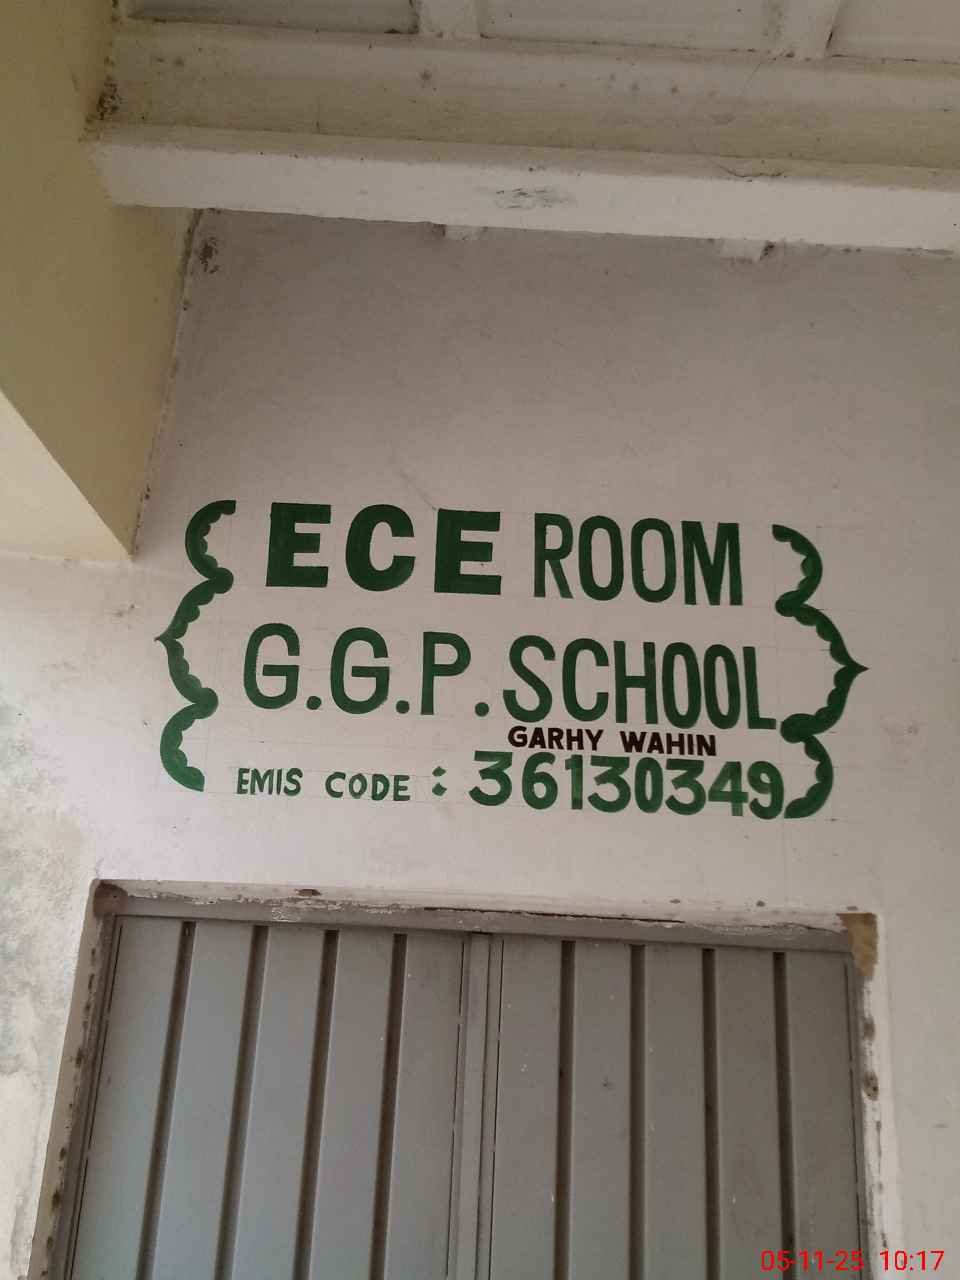 ECE ROOM
G.G.P. SCHOOL
GARHY WAHIN
EMIS CODE : 36130349
05-11-25 10:17